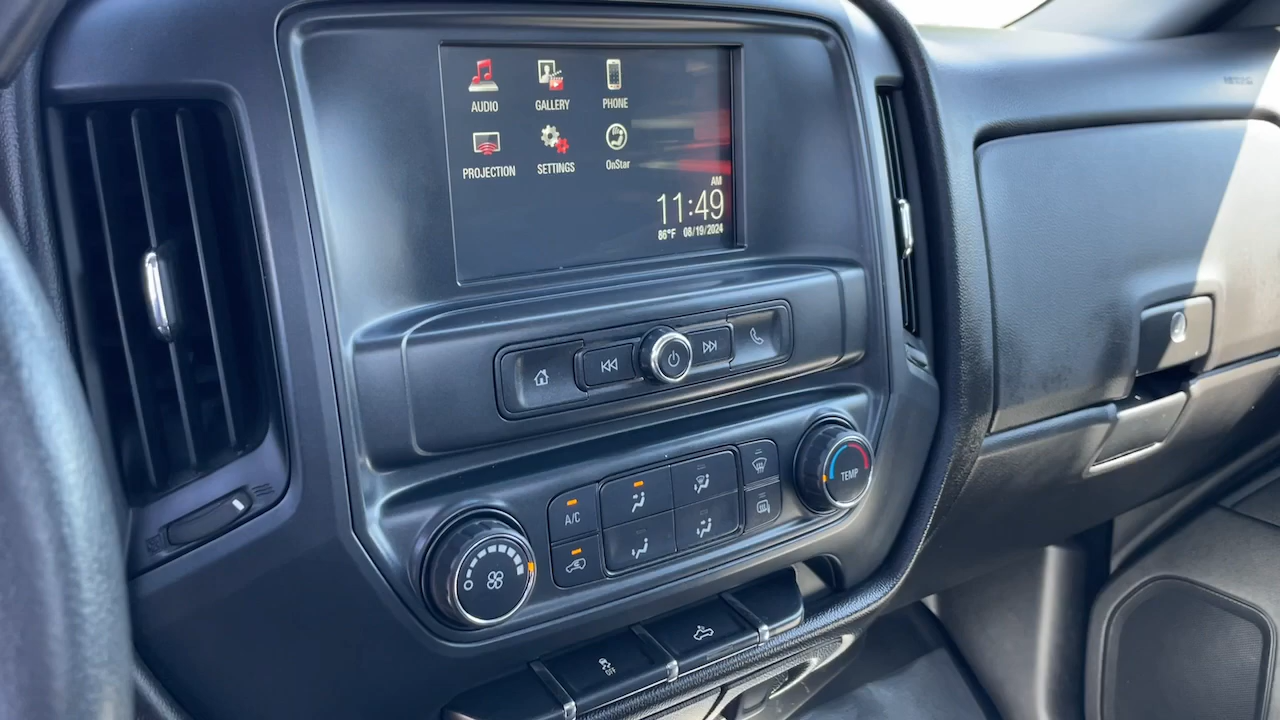 AUDIO
GALLERY
PHONE
PROJECTION
SETTINGS
OnStar
AM
11:49
86°F 08/19/2024
A/C
TEMP